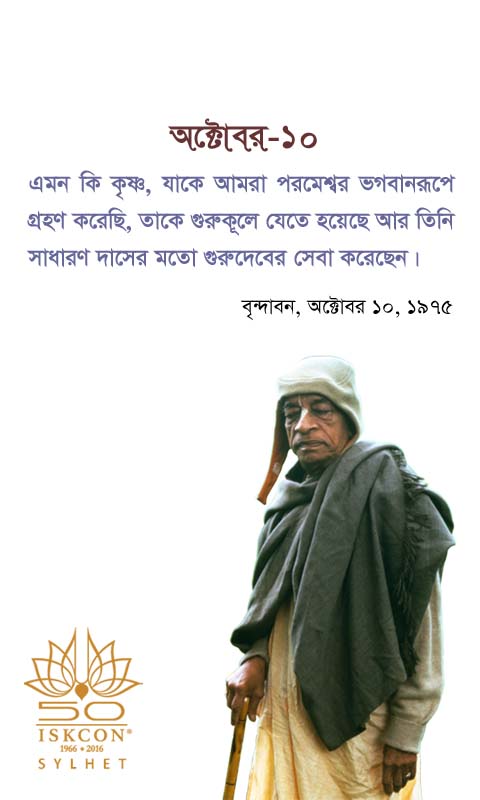 অক্টোবর-১০
এমন কি কৃষ্ণ, যাকে আমরা পরমেশ্বর ভগবানরূপে
গ্রহণ করেছি, তাকে গুরুকূলে যেতে হয়েছে আর তিনি
সাধারণ দাসের মতো গুরুদেবের সেবা করেছেন।
বৃন্দাবন, অক্টোবর ১০, ১৯৭৫
50
ISKCON®
1966 • 2016
SYLHET